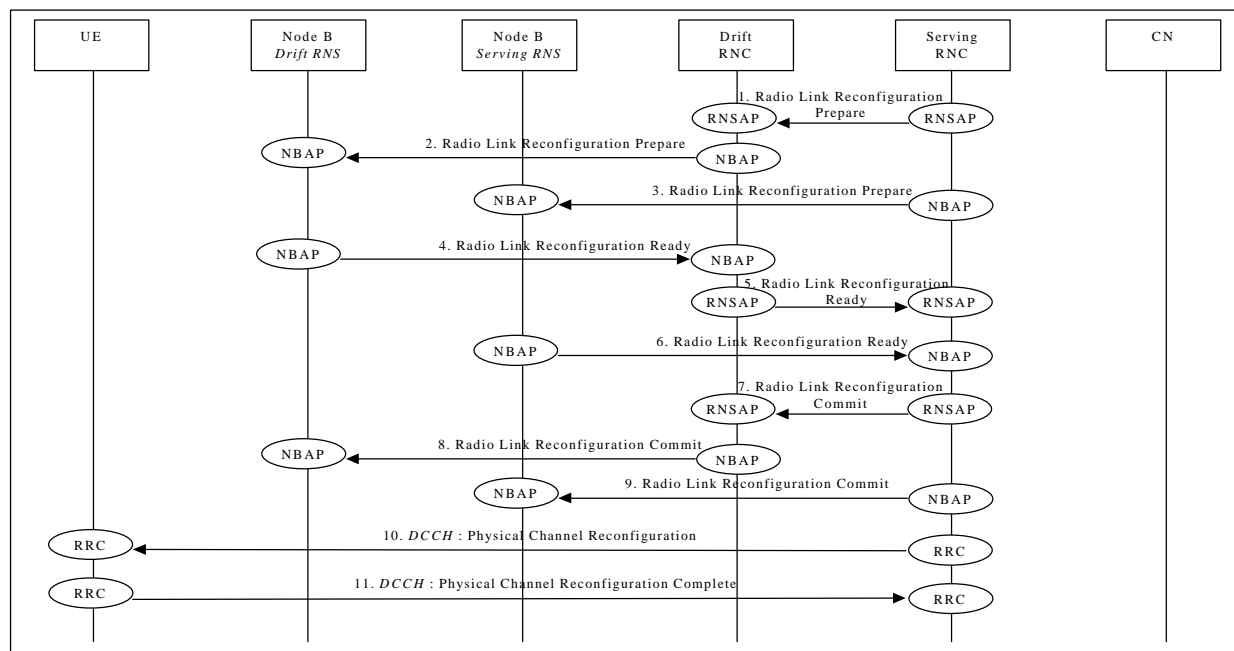 UE
Node B
Drift RNS
Node B
Serving RNS
Drift
RNC
Serving
RNC
CN
1. Radio Link Reconfiguration
Prepare
RNSAP
RNSAP
2. Radio Link Reconfiguration Prepare
NBAP
NBAP
3. Radio Link Reconfiguration Prepare
NBAP
NBAP
4. Radio Link Reconfiguration Ready
NBAP
NBAP
5. Radio Link Reconfiguration
Ready
RNSAP
RNSAP
6. Radio Link Reconfiguration Ready
NBAP
NBAP
7. Radio Link Reconfiguration
Commit
RNSAP
RNSAP
8. Radio Link Reconfiguration Commit
NBAP
NBAP
9. Radio Link Reconfiguration Commit
NBAP
NBAP
10. DCCH : Physical Channel Reconfiguration
RRC
RRC
11. DCCH : Physical Channel Reconfiguration Complete
RRC
RRC